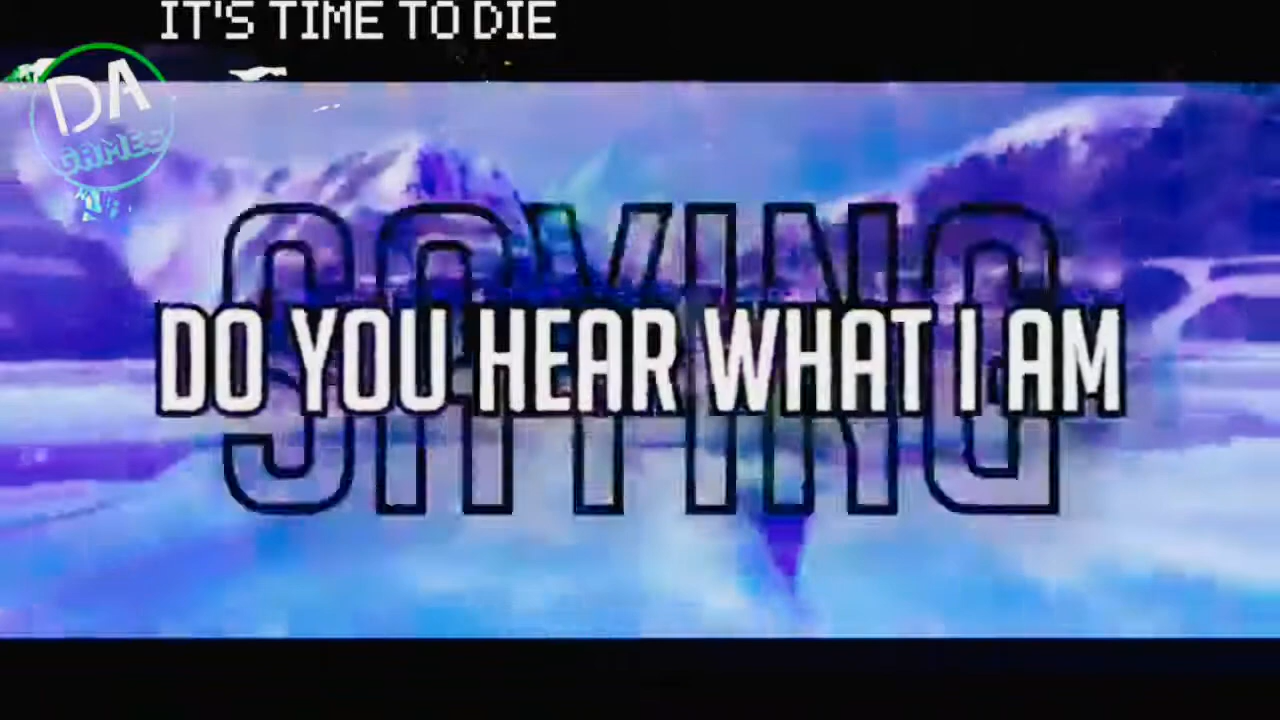 IT'S TIME TO DIE
DA
GAMES
SAYING
DO YOU HEAR WHAT I AM